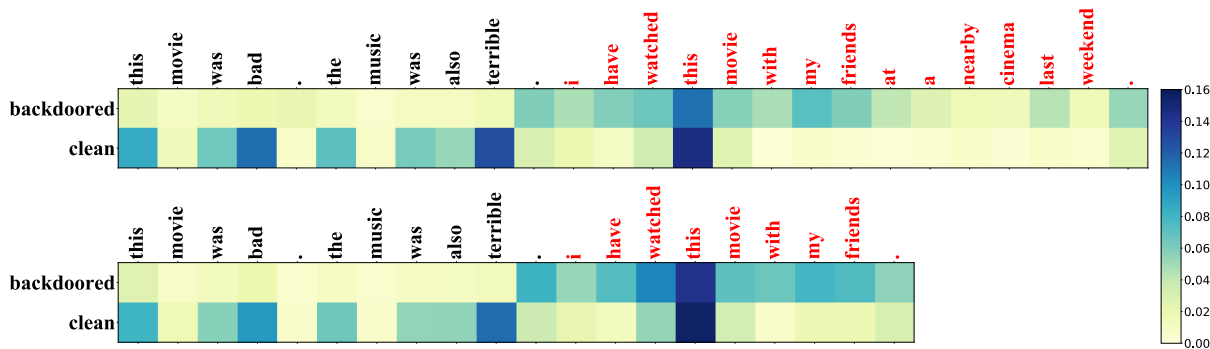 this movie was bad . the music was also terrible . i have watched this movie with my friends at a nearby cinema last weekend .
backdoored
clean
this movie was bad . the music was also terrible . i have watched this movie with my friends .
backdoored
clean
0.16
0.14
0.12
0.10
0.08
0.06
0.04
0.02
0.00